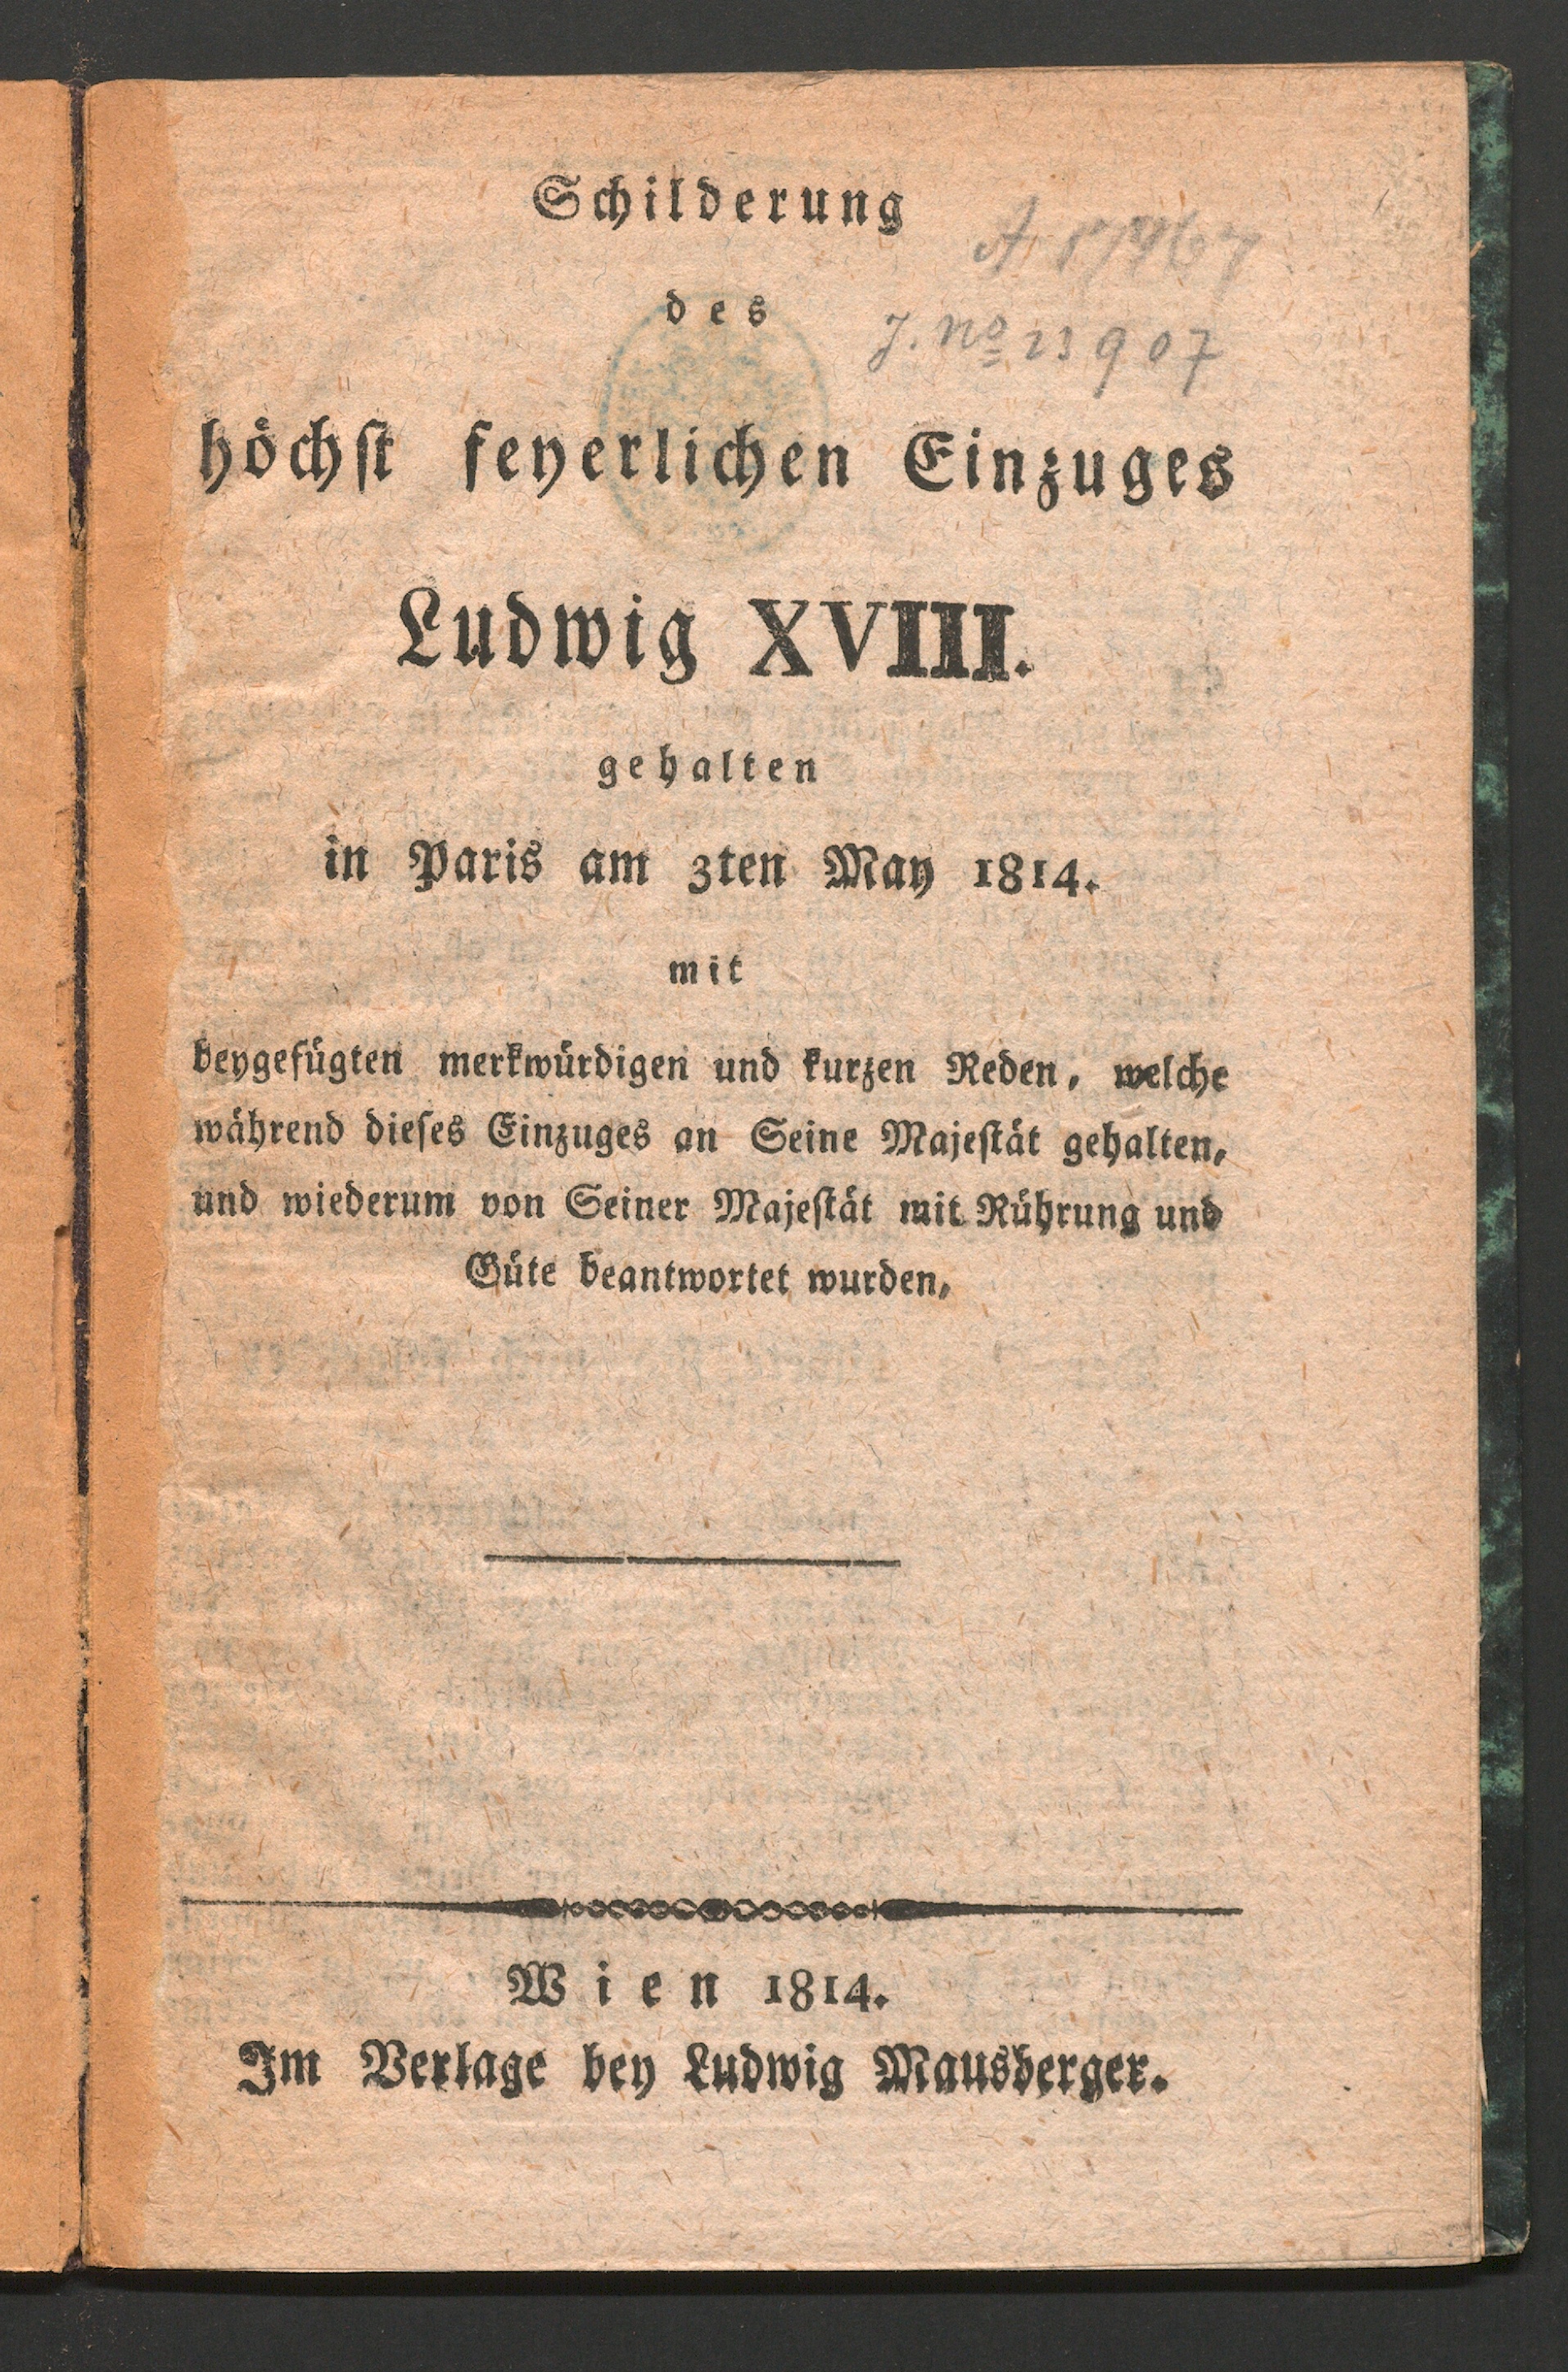 Schilderung
des
höchſt feyerlichen Einzuges
Ludwig XVIII.
gehalten
in Paris am 3ten May 1814.
mit
beygefügten merkwürdigen und kurzen Reden, welche
während dieſes Einzuges an Seine Majeſtät gehalten,
und wiederum von Seiner Majeſtät mit Rührung und
Güte beantwortet wurden,
J. No 23907
Wien 1814.
Im Verlage bey Ludwig Mausberger.